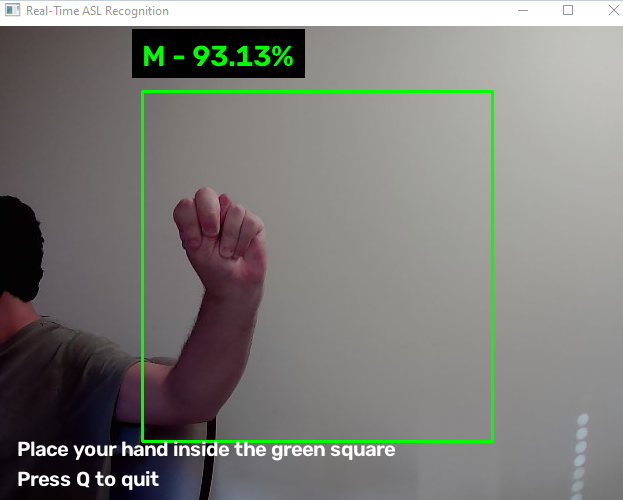 Real-Time ASL Recognition
M - 93.13%
Place your hand inside the green square
Press Q to quit